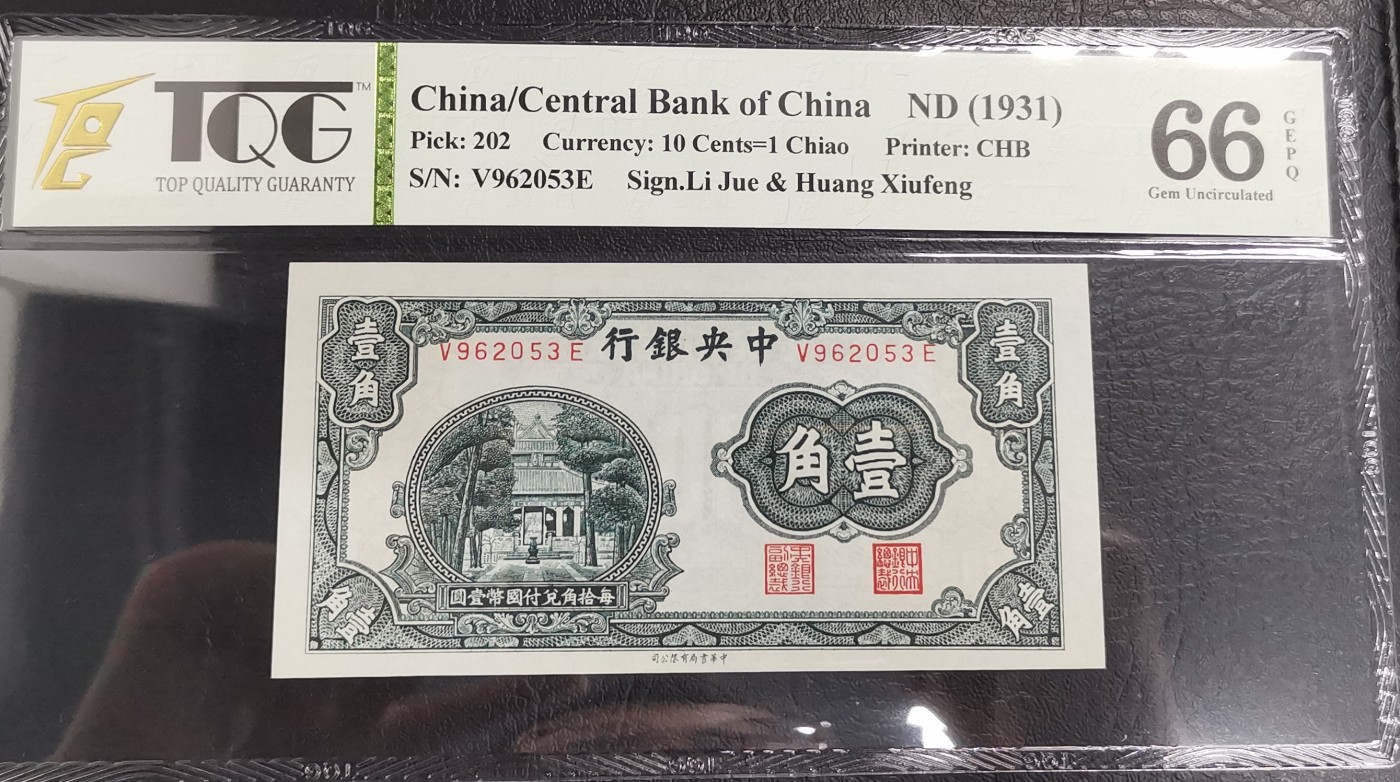 TQG™
TOP QUALITY GUARANTY
China/Central Bank of China ND (1931)
Pick: 202 Currency: 10 Cents=1 Chiao Printer: CHB
S/N: V962053E Sign.Li Jue & Huang Xiufeng
66
Gem Uncirculated
GEPQ
壹角
V962053E
行銀央中
V962053E
壹角
角壹
圓壹幣國付兌角拾每
壹角
壹角
司公限有局書華中